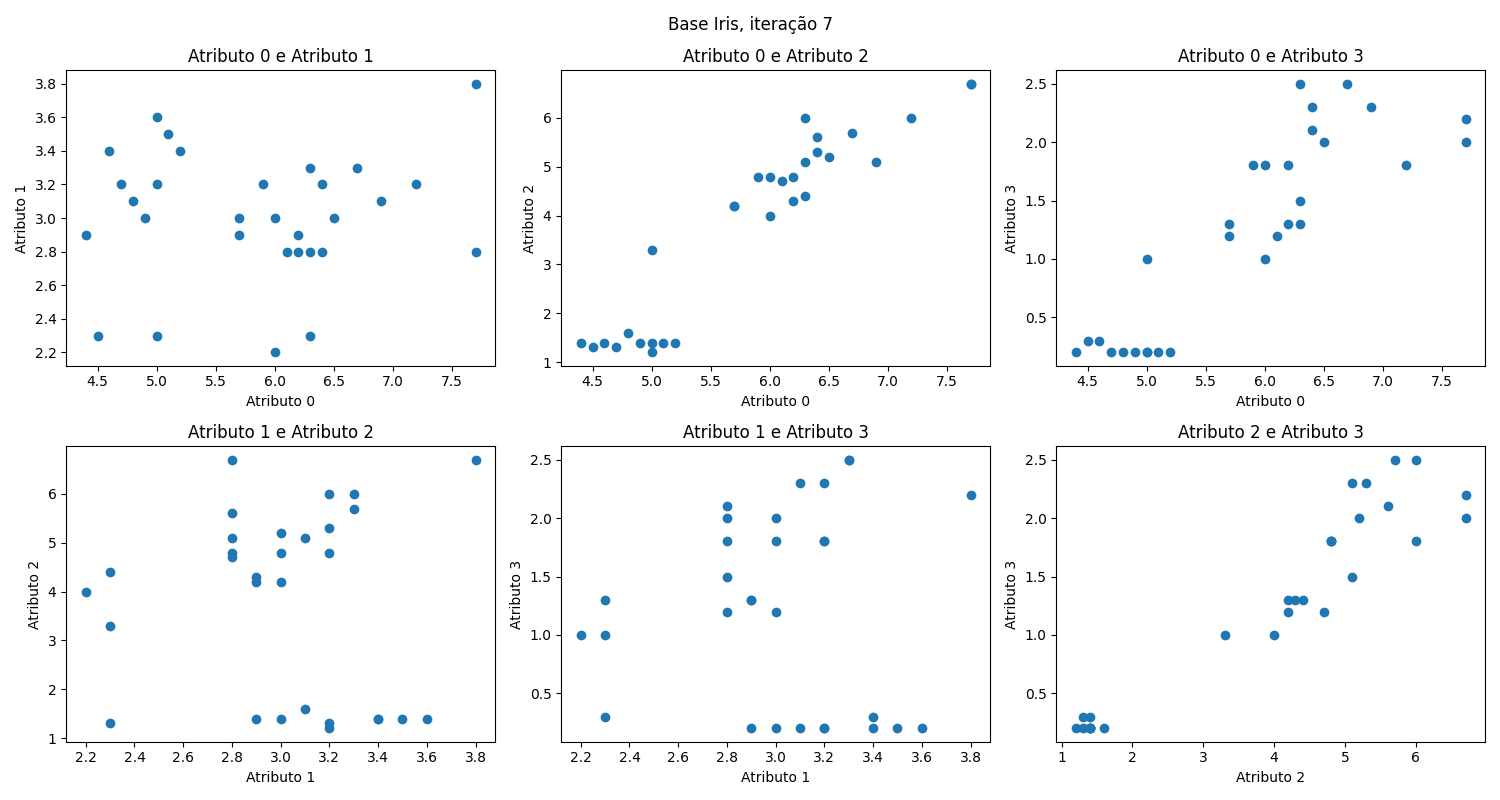 Base Iris, iteração 7
Atributo 0 e Atributo 1
Atributo 0 e Atributo 2
Atributo 0 e Atributo 3
Atributo 1
3.8
3.6
3.4
3.2
3.0
2.8
2.6
2.4
2.2
4.5 5.0 5.5 6.0 6.5 7.0 7.5
Atributo 0
Atributo 2
6
5
4
3
2
1
4.5 5.0 5.5 6.0 6.5 7.0 7.5
Atributo 0
Atributo 3
2.5
2.0
1.5
1.0
0.5
4.5 5.0 5.5 6.0 6.5 7.0 7.5
Atributo 0
Atributo 1 e Atributo 2
Atributo 1 e Atributo 3
Atributo 2 e Atributo 3
Atributo 2
6
5
4
3
2
1
2.2 2.4 2.6 2.8 3.0 3.2 3.4 3.6 3.8
Atributo 1
Atributo 3
2.5
2.0
1.5
1.0
0.5
2.2 2.4 2.6 2.8 3.0 3.2 3.4 3.6 3.8
Atributo 1
Atributo 3
2.5
2.0
1.5
1.0
0.5
1 2 3 4 5 6
Atributo 2